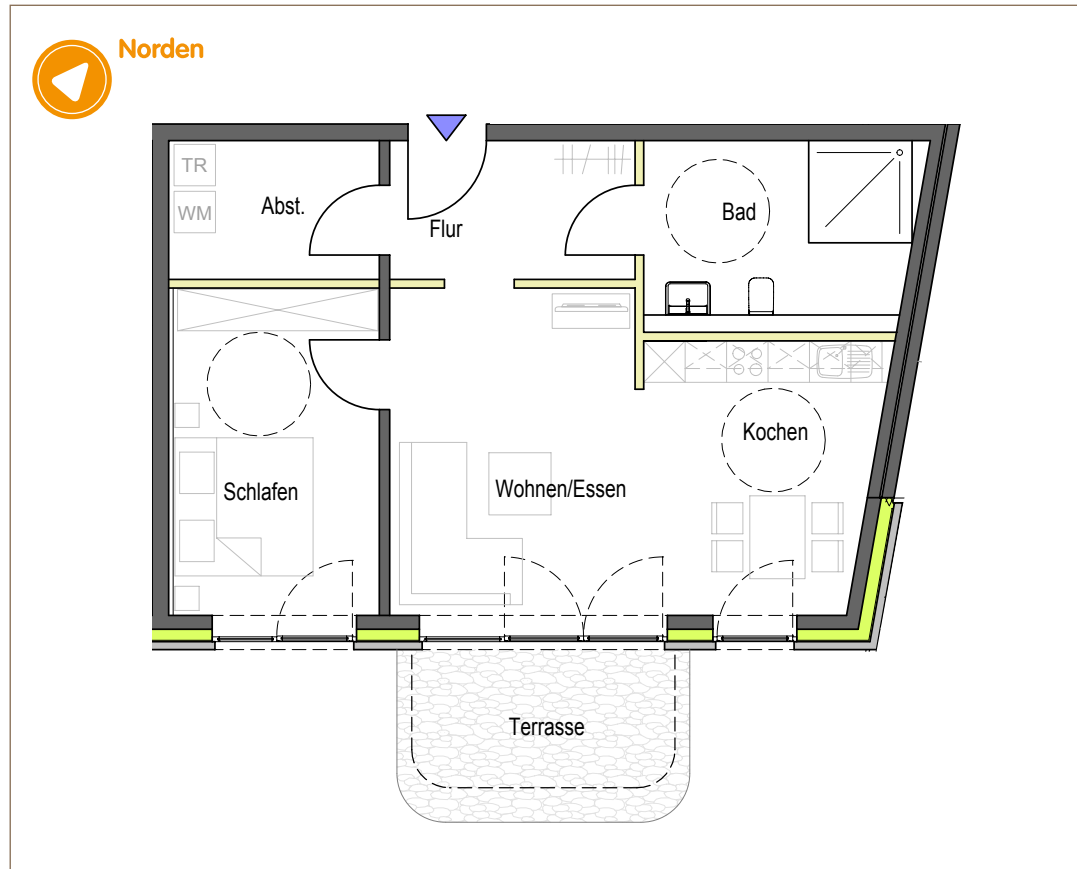 Norden
TR
WM
Abst.
Flur
Bad
Kochen
Schlafen
Wohnen/Essen
Terrasse